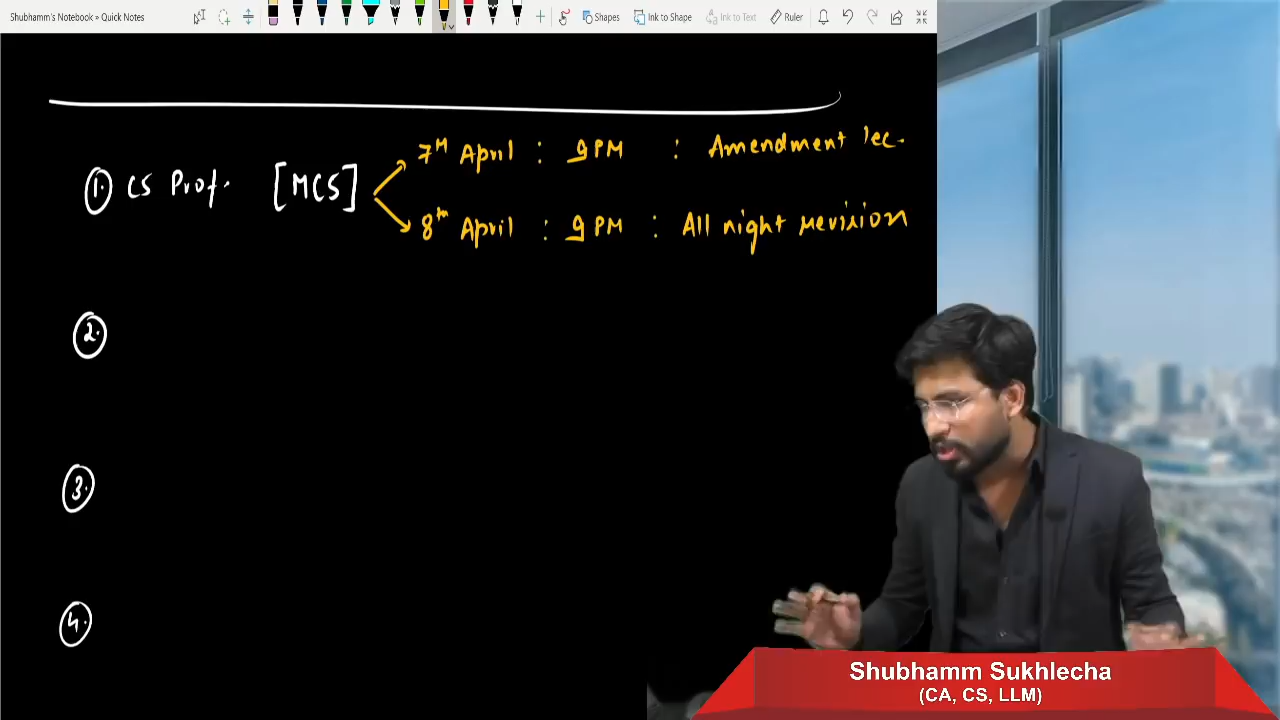 Shubhamm's Notebook » Quick Notes
Shapes
Ink to Shape
Ink to Text
Ruler
1. CS Prof. [MCS]
7th April : 9PM : Amendment lec.
8th April : 9PM : All night revision
2.
3.
4.
Shubhamm Sukhlecha
(CA, CS, LLM)